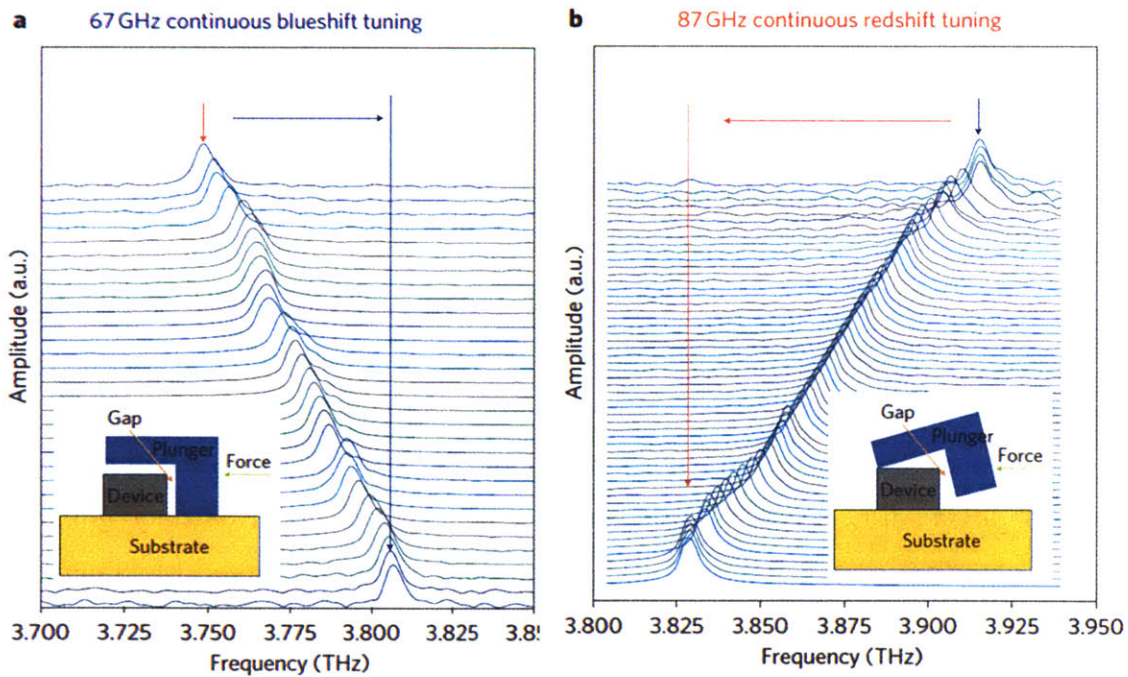 a 67 GHz continuous blueshift tuning
Amplitude (a.u.)
Gap
Plunger
Force
Device
Substrate
3.700 3.725 3.750 3.775 3.800 3.85
Frequency (THz)
b 87 GHz continuous redshift tuning
Amplitude (a.u.)
Gap
Plunger
Force
Device
Substrate
3.800 3.825 3.850 3.875 3.900 3.925 3.950
Frequency (THz)